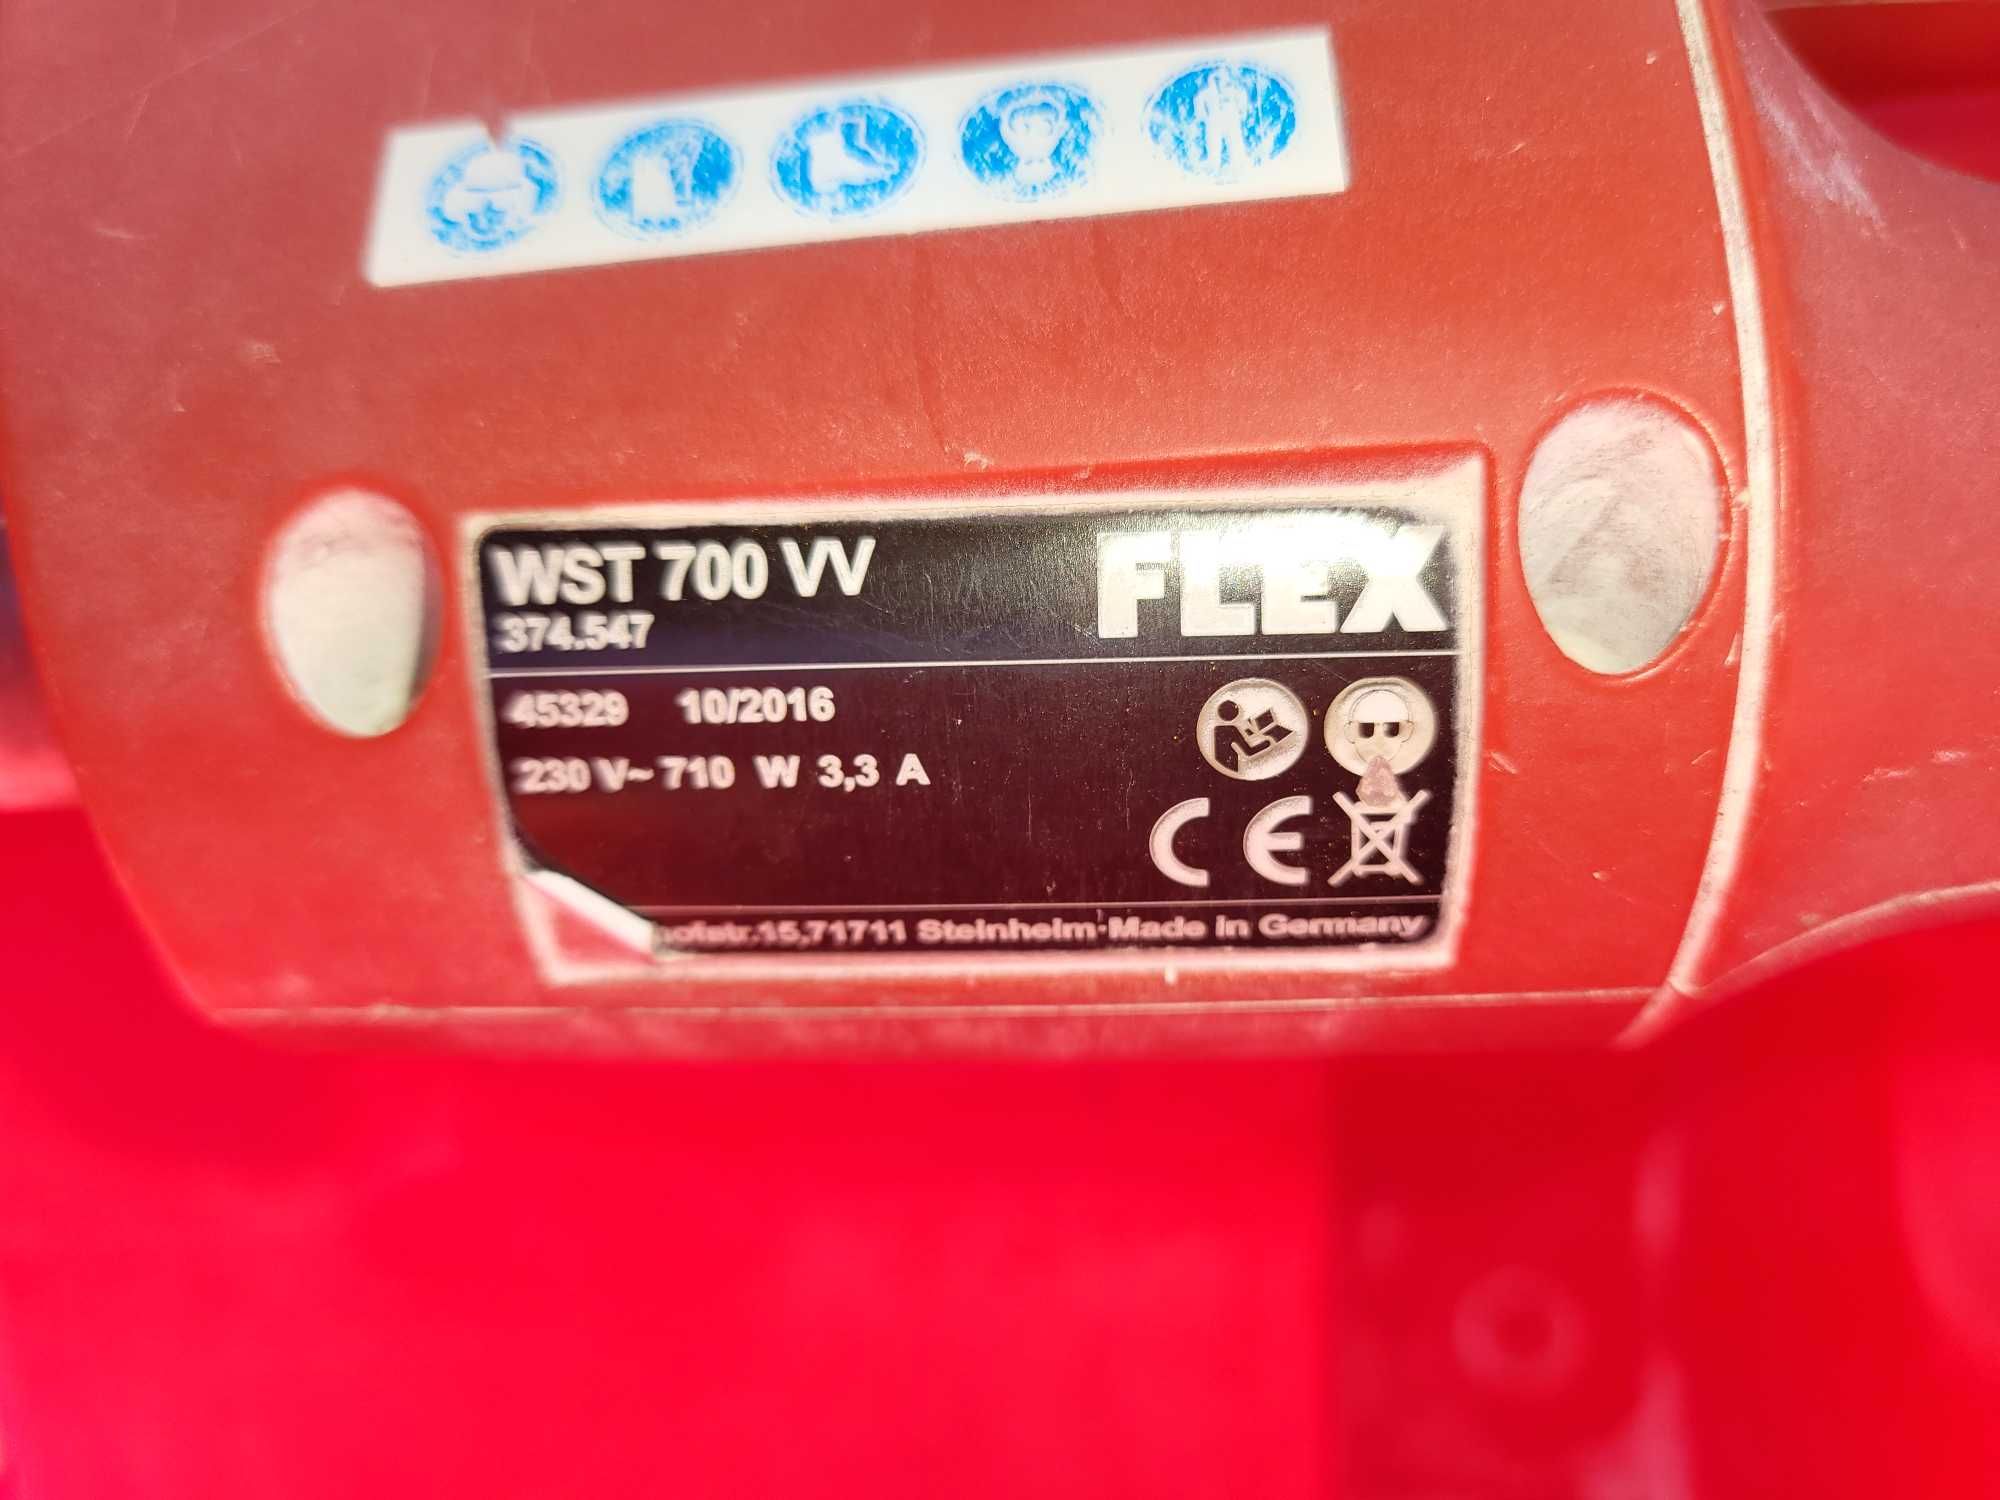 WST 700 VV
FLEX
374.547
45329 10/2016
230 V~ 710 W 3,3 A
CE
15,71711 Steinheim·Made in Germany